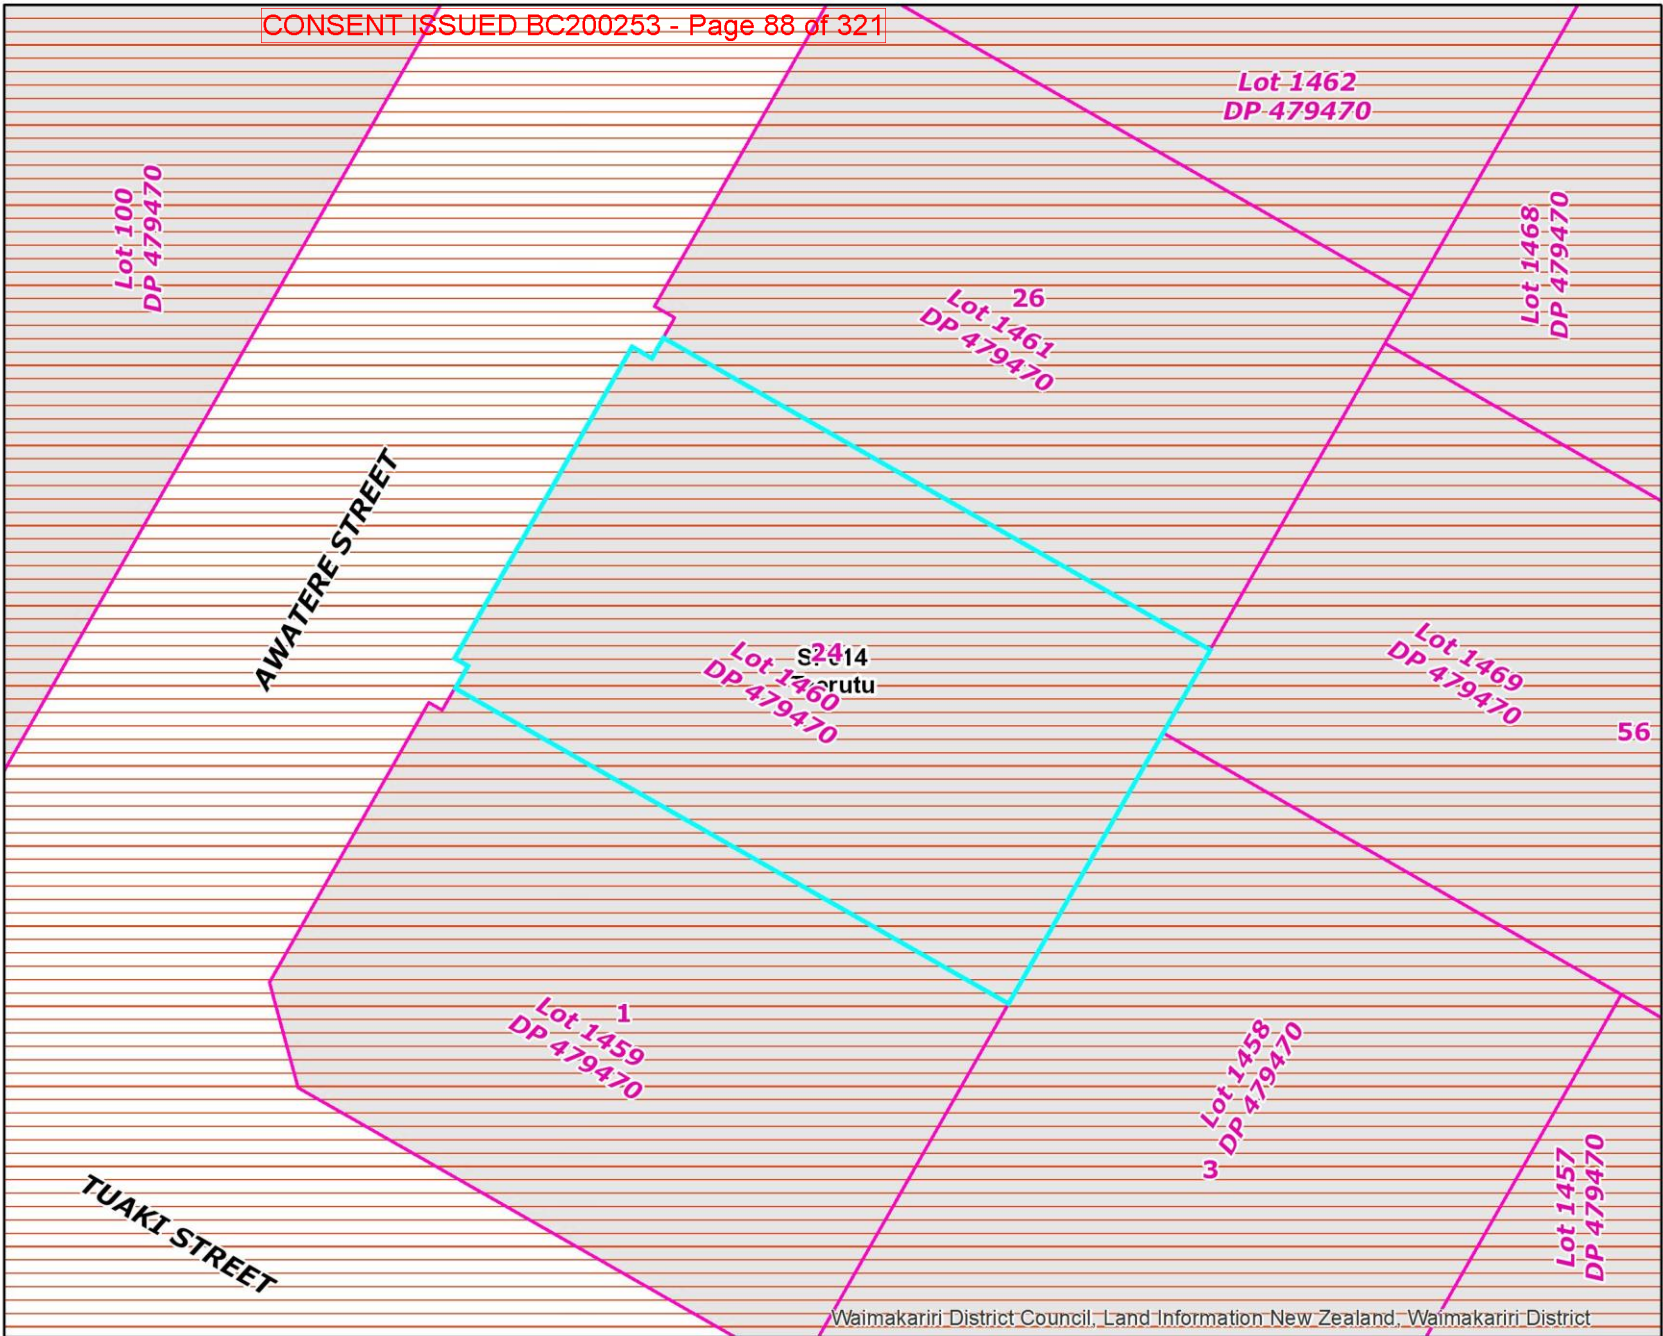 CONSENT ISSUED BC200253 - Page 88 of 321
Lot 1462
DP 479470
Lot 100
DP 479470
Lot 1468
DP 479470
26
Lot 1461
DP 479470
AWATERE STREET
24
Lot 1460
DP 479470
Lot 1469
DP 479470
56
1
Lot 1459
DP 479470
Lot 1458
DP 479470
3
Lot 1457
DP 479470
TUAKI STREET
Waimakariri District Council, Land Information New Zealand, Waimakariri District